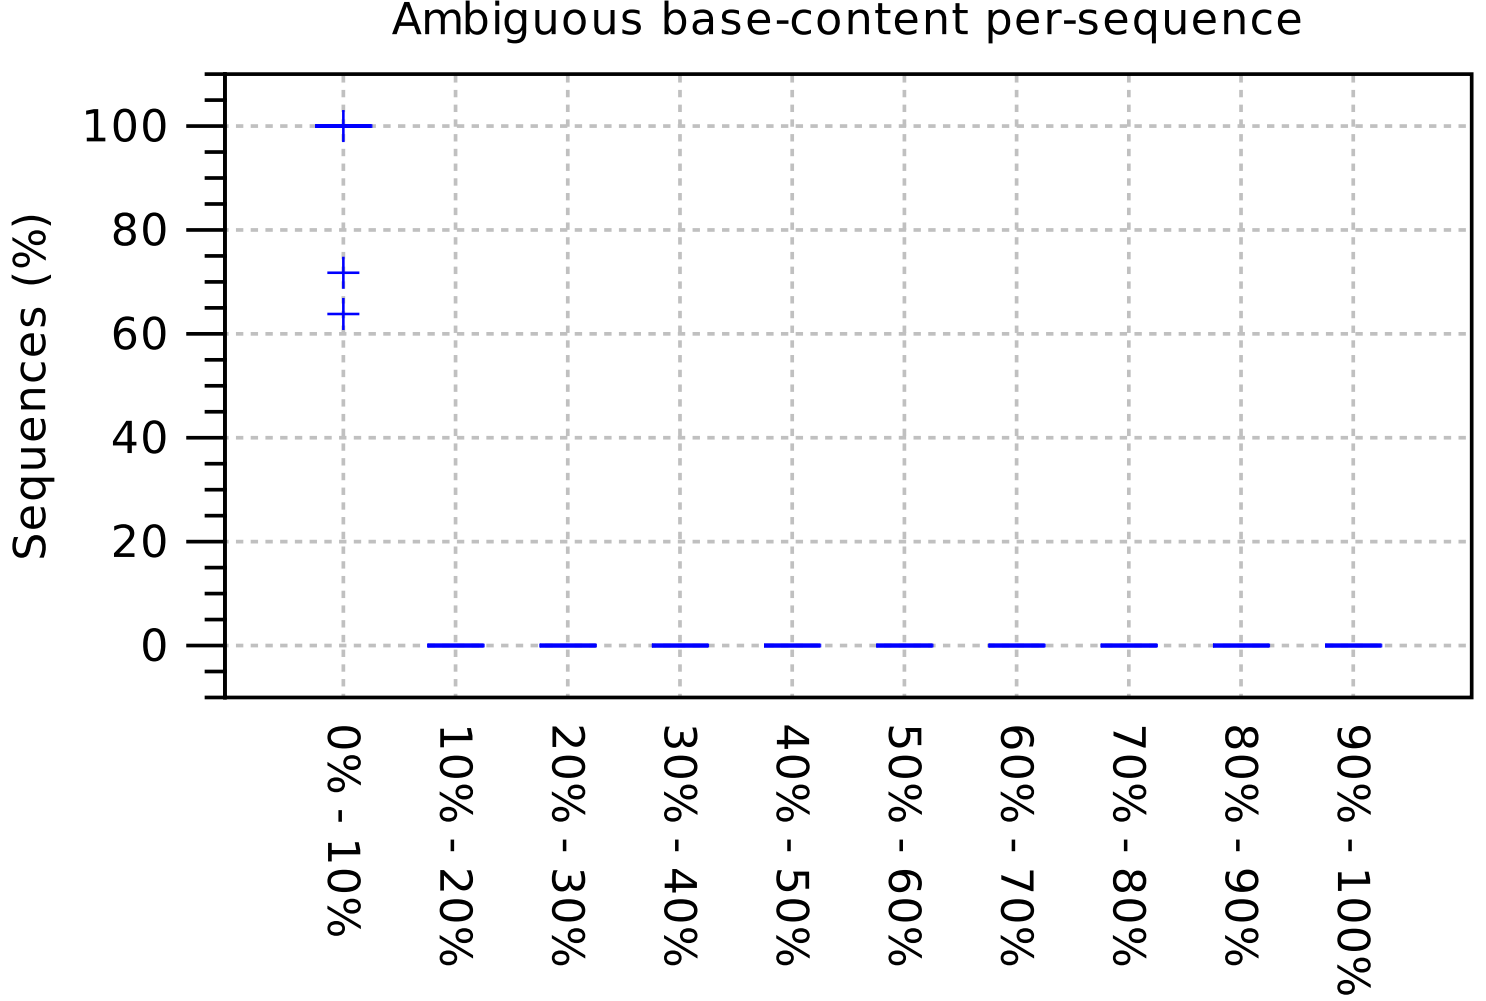 Ambiguous base-content per-sequence
Sequences (%)
100
80
60
40
20
0
0% - 10%
10% - 20%
20% - 30%
30% - 40%
40% - 50%
50% - 60%
60% - 70%
70% - 80%
80% - 90%
90% - 100%